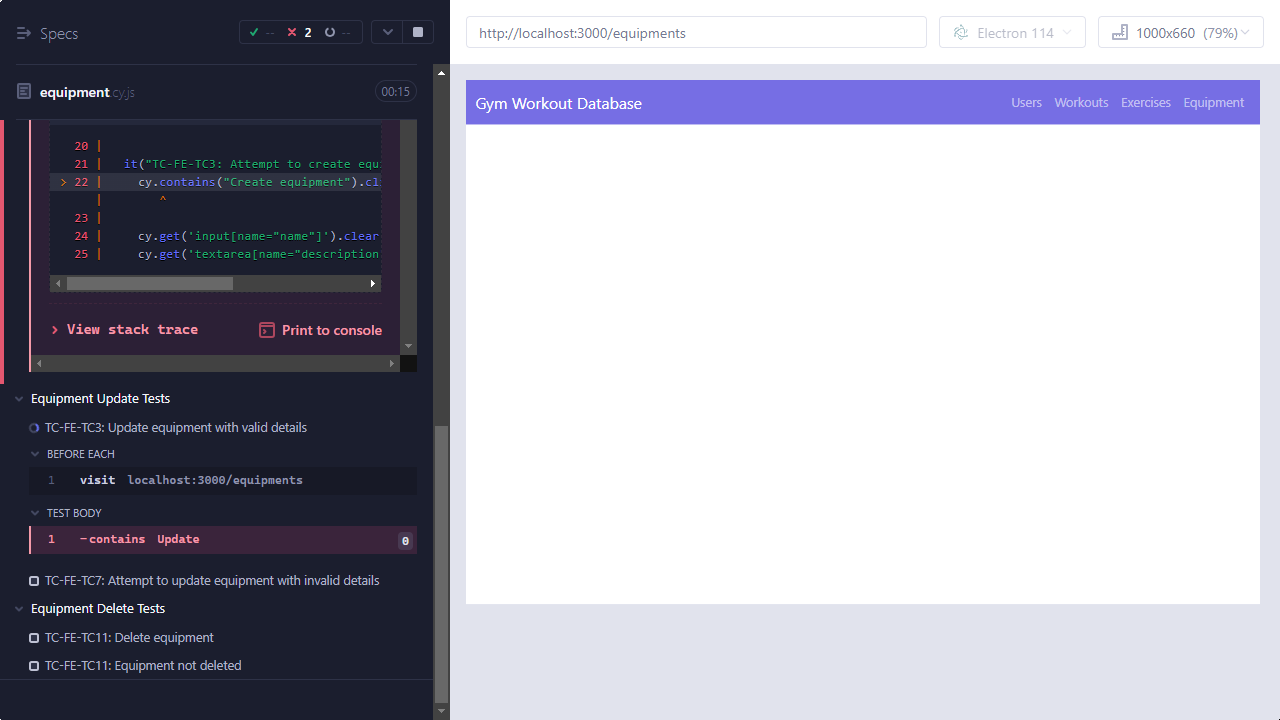 Specs
-- 2 --
http://localhost:3000/equipments
Electron 114
1000x660 (79%)
equipment.cy.js
00:15
Gym Workout Database
Users Workouts Exercises Equipment
20 |
21 | it("TC-FE-TC3: Attempt to create equi
> 22 | cy.contains("Create equipment").cl
| ^
23 |
24 | cy.get('input[name="name"]').clear
25 | cy.get('textarea[name="description
View stack trace
Print to console
Equipment Update Tests
TC-FE-TC3: Update equipment with valid details
BEFORE EACH
1 visit localhost:3000/equipments
TEST BODY
1 -contains Update 0
TC-FE-TC7: Attempt to update equipment with invalid details
Equipment Delete Tests
TC-FE-TC11: Delete equipment
TC-FE-TC11: Equipment not deleted